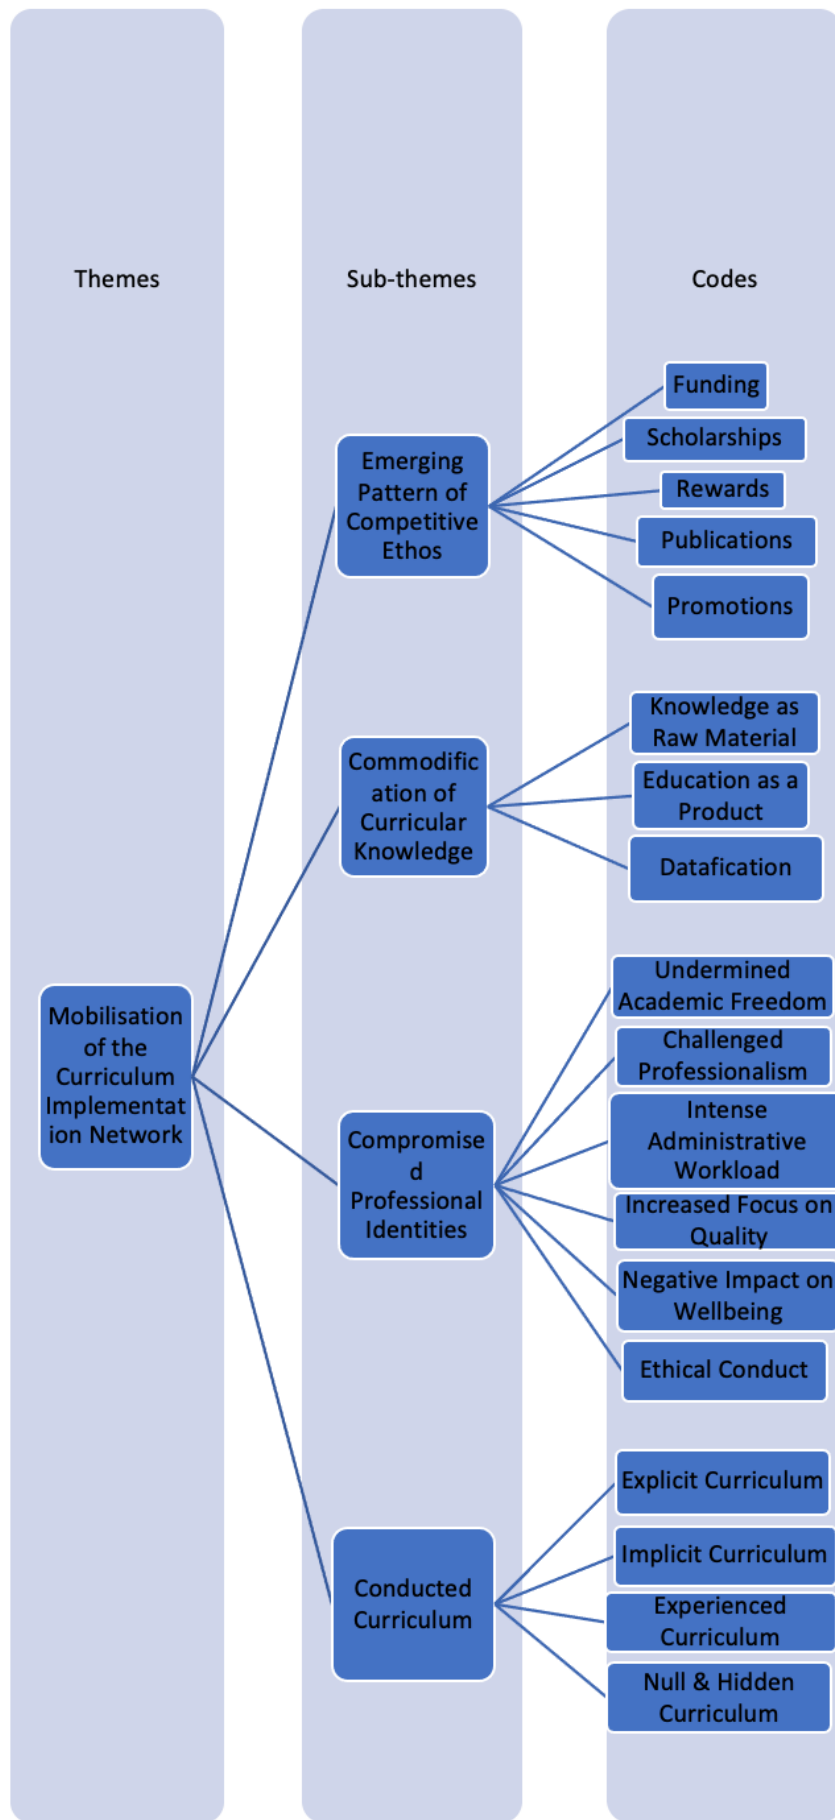 Themes
Sub-themes
Codes
Mobilisation
of the
Curriculum
Implementat
ion Network
Emerging
Pattern of
Competitive
Ethos
Funding
Scholarships
Rewards
Publications
Promotions
Commodific
ation of
Curricular
Knowledge
Knowledge as
Raw Material
Education as a
Product
Datafication
Compromise
d
Professional
Identities
Undermined
Academic Freedom
Challenged
Professionalism
Intense
Administrative
Workload
Increased Focus on
Quality
Negative Impact on
Wellbeing
Ethical Conduct
Conducted
Curriculum
Explicit Curriculum
Implicit Curriculum
Experienced
Curriculum
Null & Hidden
Curriculum